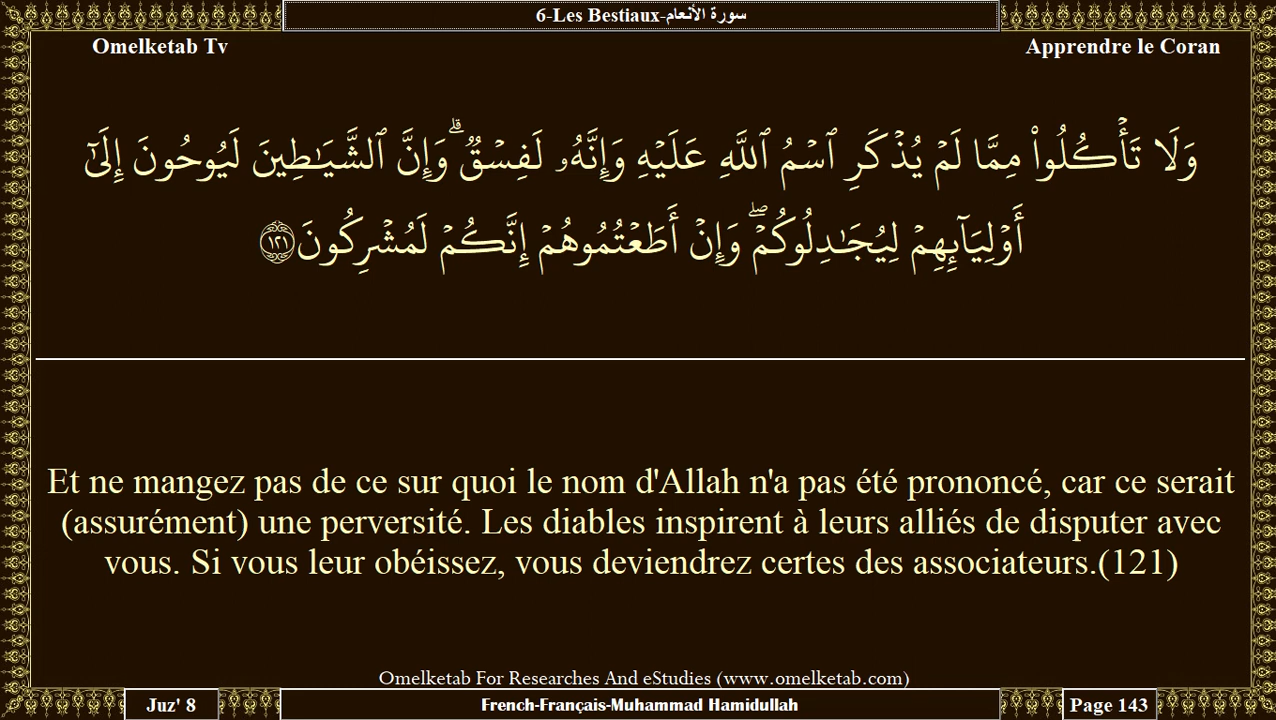 6-Les Bestiaux-سورة الأنعام
Omelketab Tv
Apprendre le Coran
وَلَا تَأۡكُلُواْ مِمَّا لَمۡ يُذۡكَرِ ٱسۡمُ ٱللَّهِ عَلَيۡهِ وَإِنَّهُۥ لَفِسۡقٞۗ وَإِنَّ ٱلشَّيَٰطِينَ لَيُوحُونَ إِلَىٰٓ
أَوۡلِيَآئِهِمۡ لِيُجَٰدِلُوكُمۡۖ وَإِنۡ أَطَعۡتُمُوهُمۡ إِنَّكُمۡ لَمُشۡرِكُونَ ١٢١
Et ne mangez pas de ce sur quoi le nom d'Allah n'a pas été prononcé, car ce serait
(assurément) une perversité. Les diables inspirent à leurs alliés de disputer avec
vous. Si vous leur obéissez, vous deviendrez certes des associateurs.(121)
Omelketab For Researches And eStudies (www.omelketab.com)
Juz' 8
French-Français-Muhammad Hamidullah
Page 143